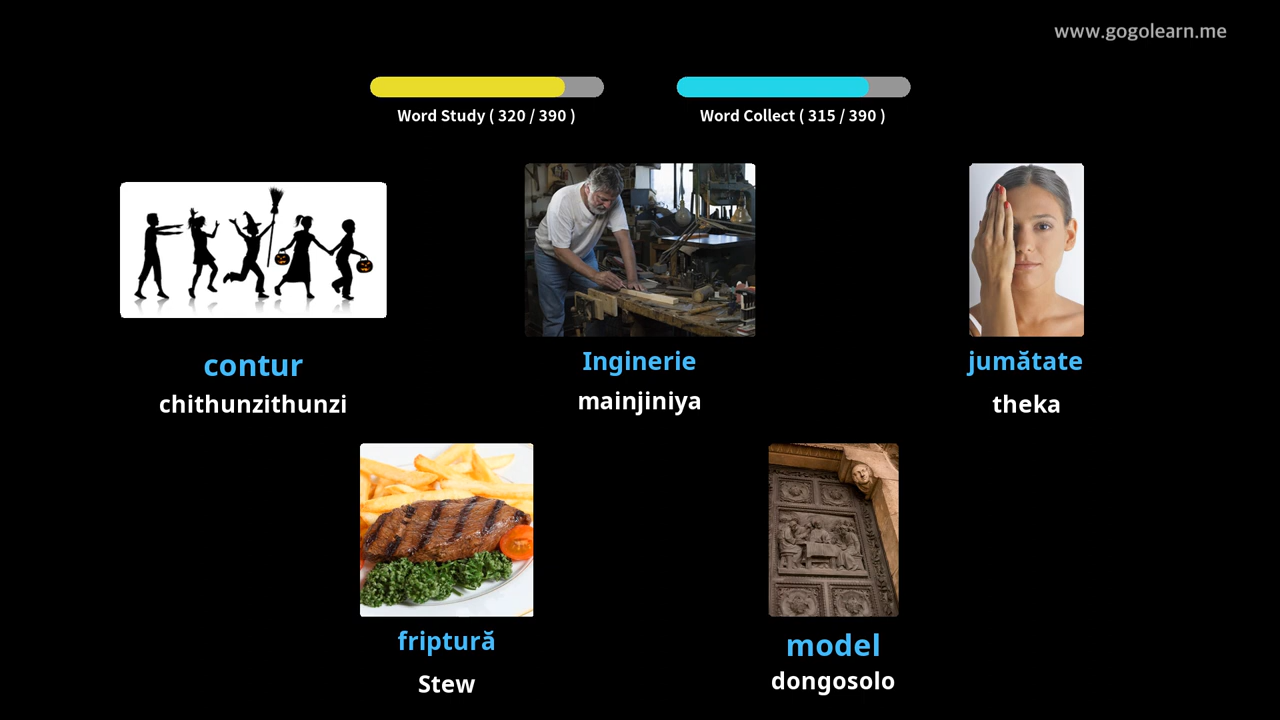 www.gogolearn.me
Word Study ( 320 / 390 )
Word Collect ( 315 / 390 )
contur
chithunzithunzi
Inginerie
mainjiniya
jumătate
theka
friptură
Stew
model
dongosolo